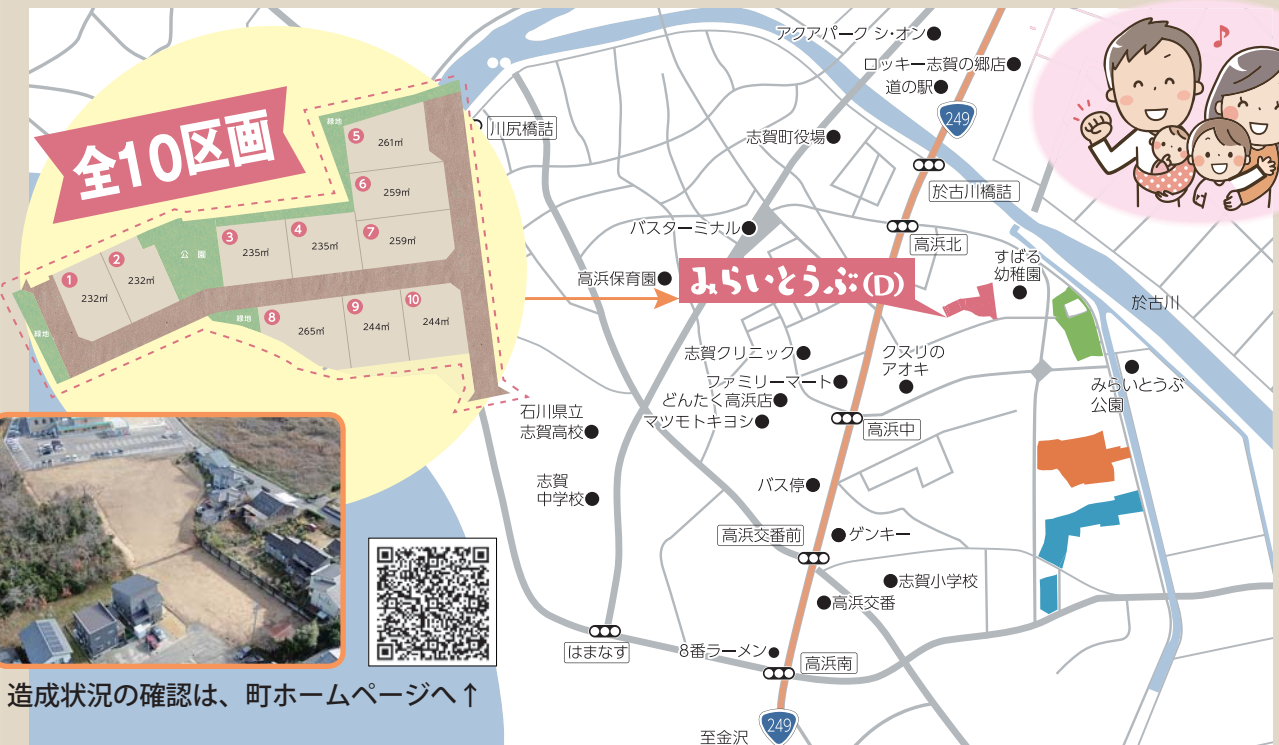 全10区画
緑地
5
261㎡
6
259㎡
7
259㎡
4
235㎡
3
235㎡
公園
2
232㎡
1
232㎡
緑地
緑地
8
265㎡
9
244㎡
10
244㎡
川尻橋詰
アクアパーク シ・オン
ロッキー志賀の郷店
道の駅
249
志賀町役場
於古川橋詰
バスターミナル
高浜北
すばる
幼稚園
高浜保育園
みらいとうぶ(D)
於古川
志賀クリニック
クスリの
アオキ
ファミリーマート
どんたく高浜店
マツモトキヨシ
みらいとうぶ
公園
石川県立
志賀高校
高浜中
志賀
中学校
バス停
高浜交番前
ゲンキー
志賀小学校
高浜交番
はまなす
8番ラーメン
高浜南
249
至金沢
造成状況の確認は、町ホームページへ↑